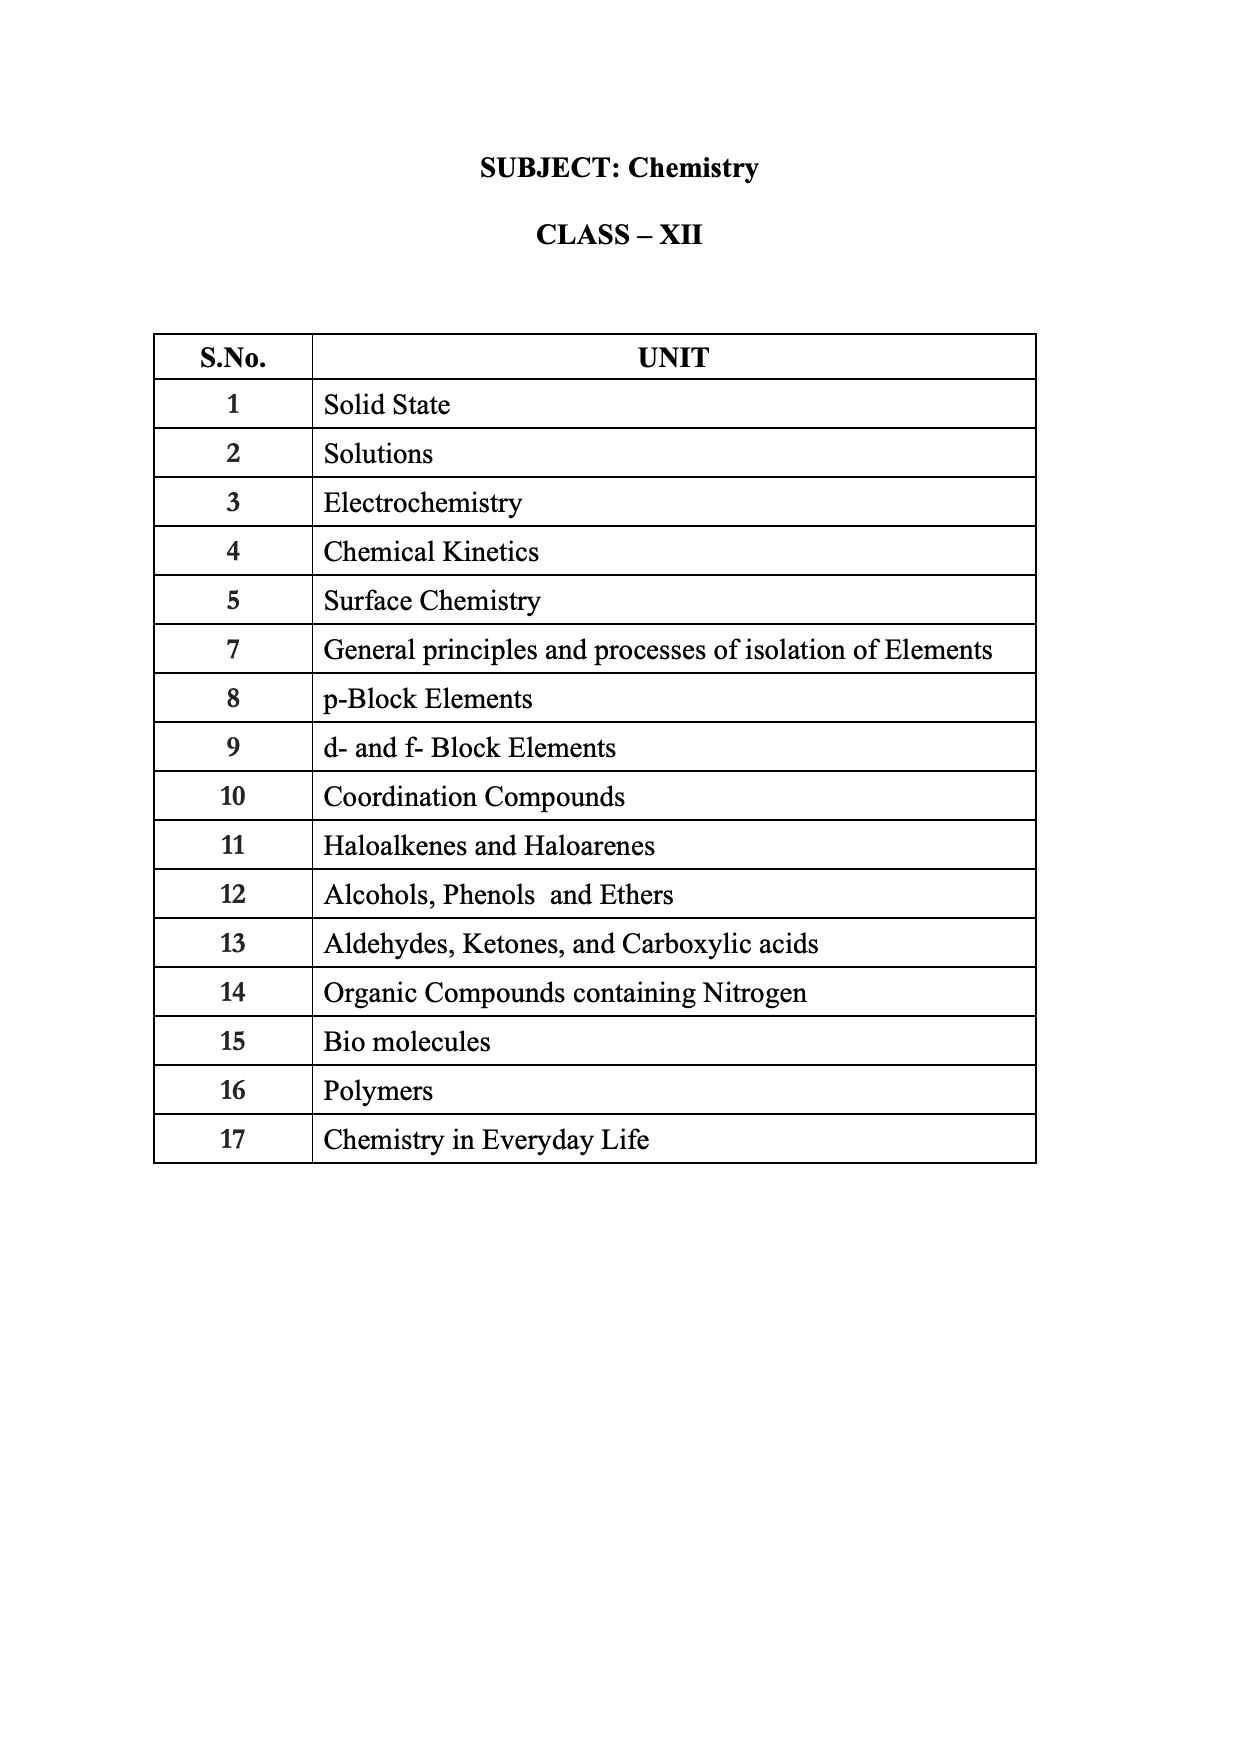 SUBJECT: Chemistry
CLASS – XII
S.No. UNIT
1 Solid State
2 Solutions
3 Electrochemistry
4 Chemical Kinetics
5 Surface Chemistry
7 General principles and processes of isolation of Elements
8 p-Block Elements
9 d- and f- Block Elements
10 Coordination Compounds
11 Haloalkenes and Haloarenes
12 Alcohols, Phenols  and Ethers
13 Aldehydes, Ketones, and Carboxylic acids
14 Organic Compounds containing Nitrogen
15 Bio molecules
16 Polymers
17 Chemistry in Everyday Life